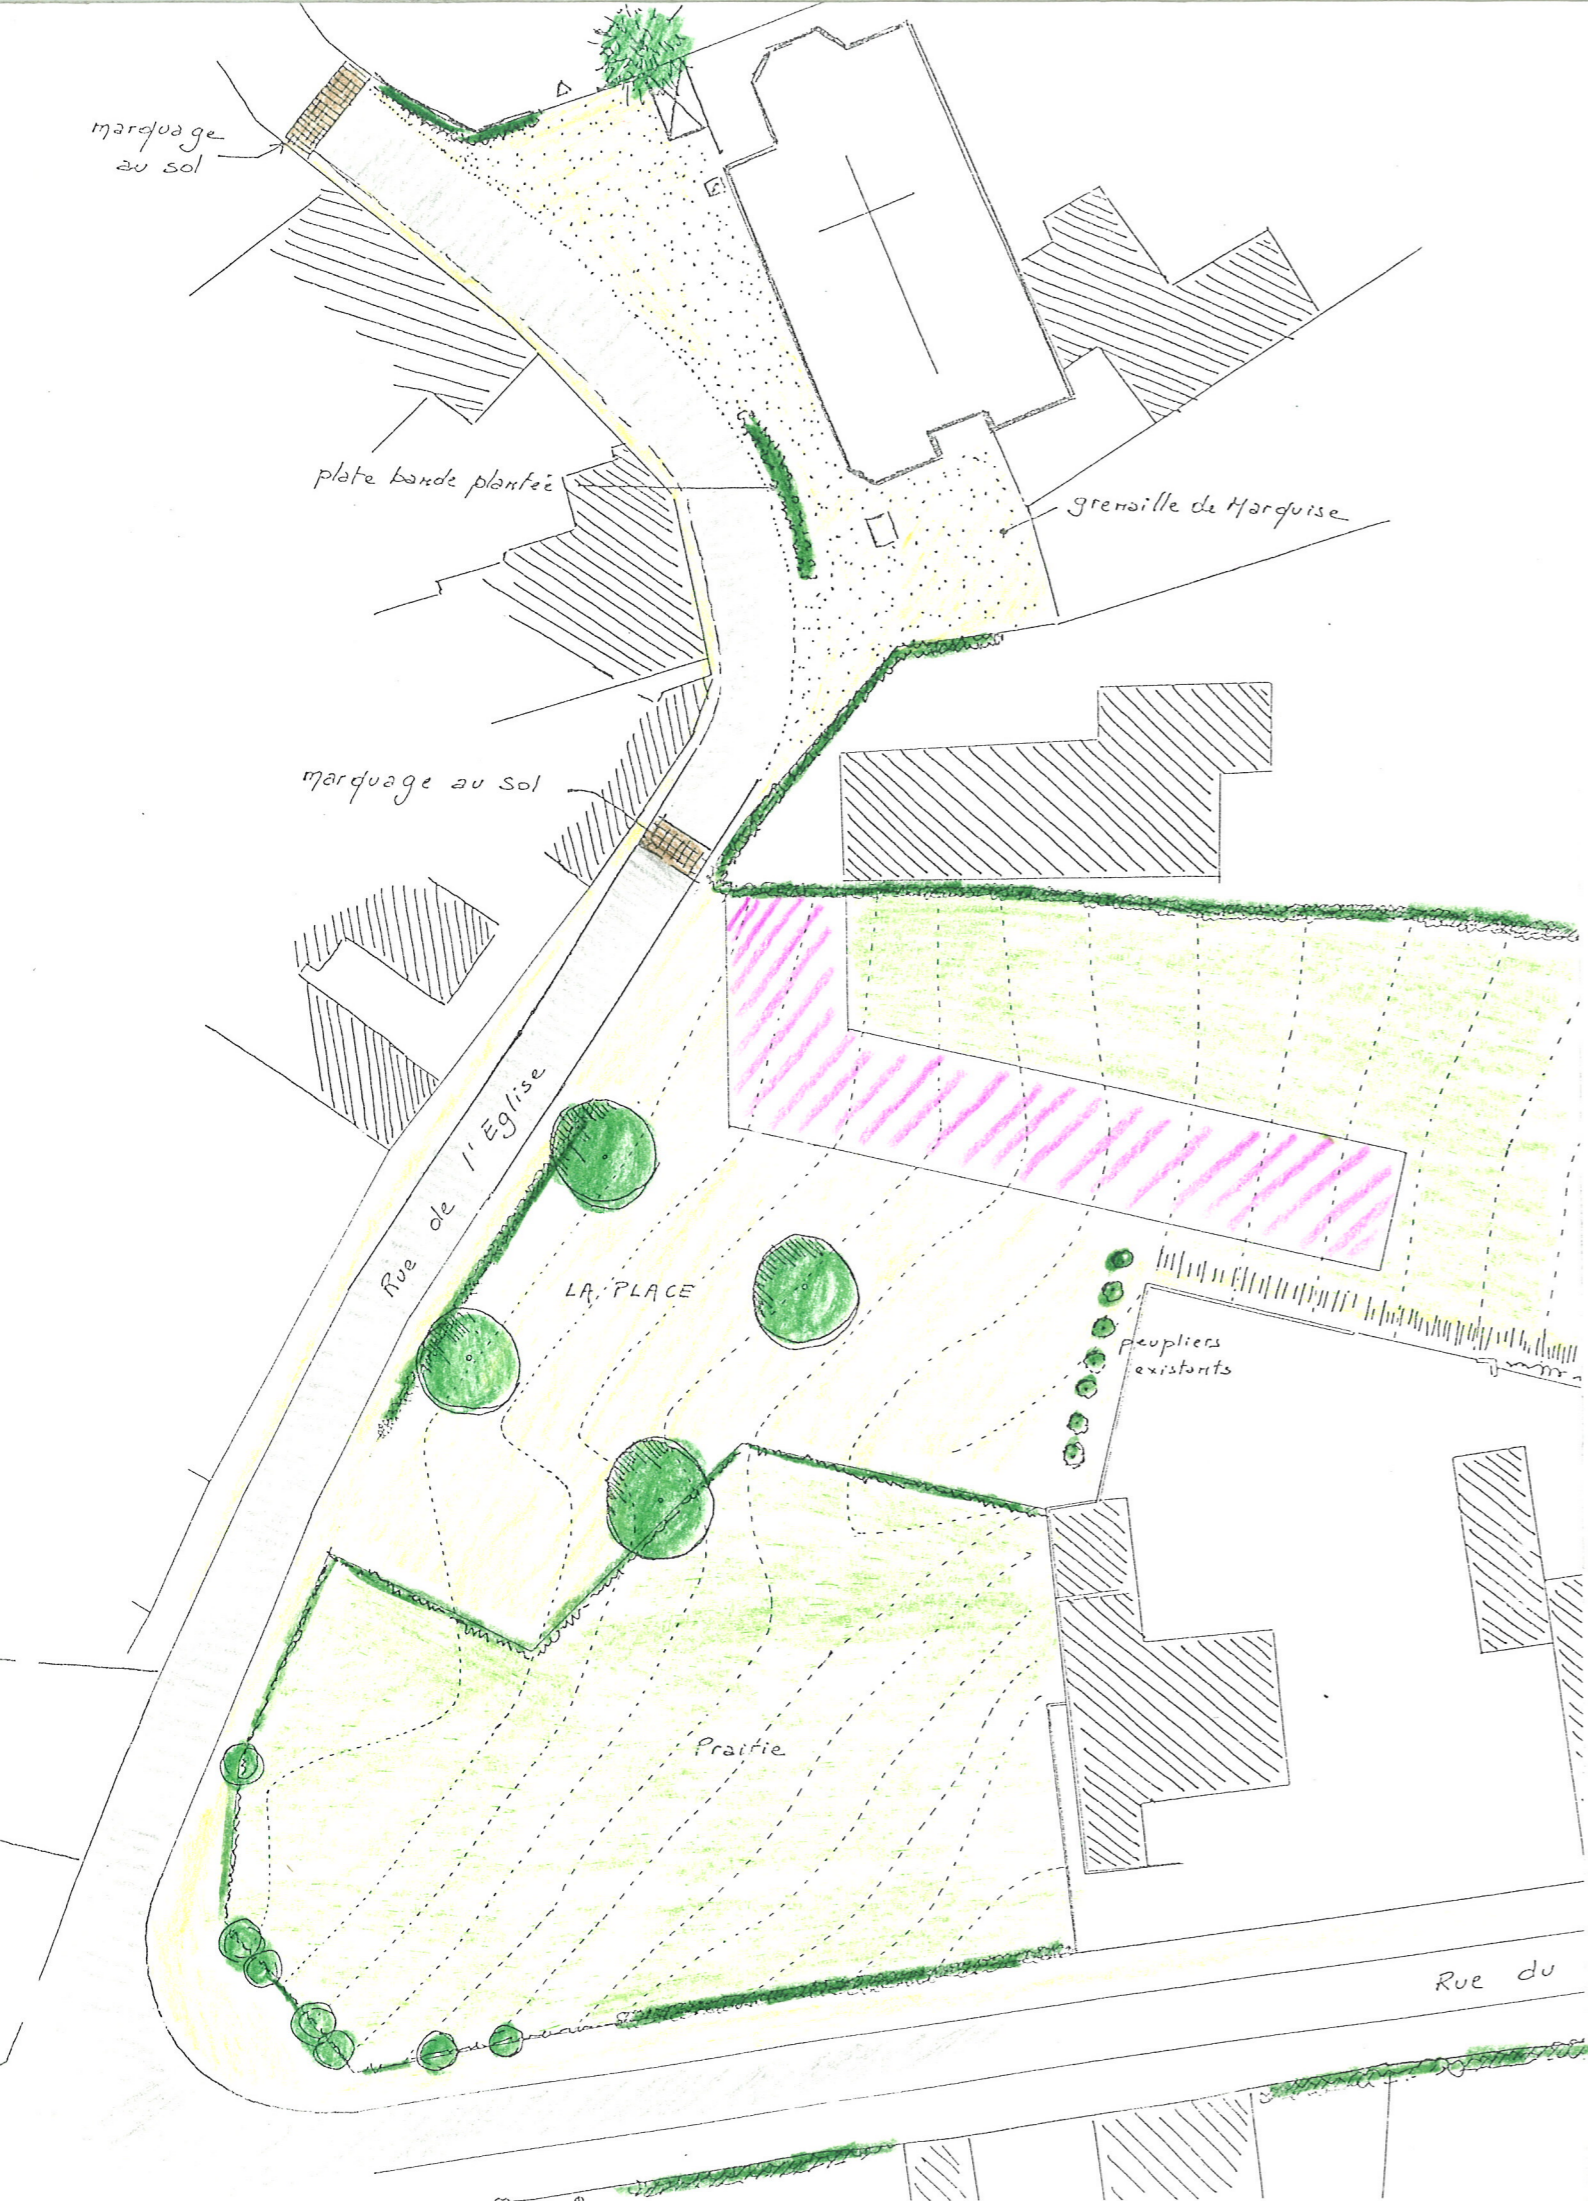 marquage
au sol
plate bande plantée
grenaille de Marquise
marquage au sol
Rue de l'Eglise
LA PLACE
peupliers
existants
Prairie
Rue du